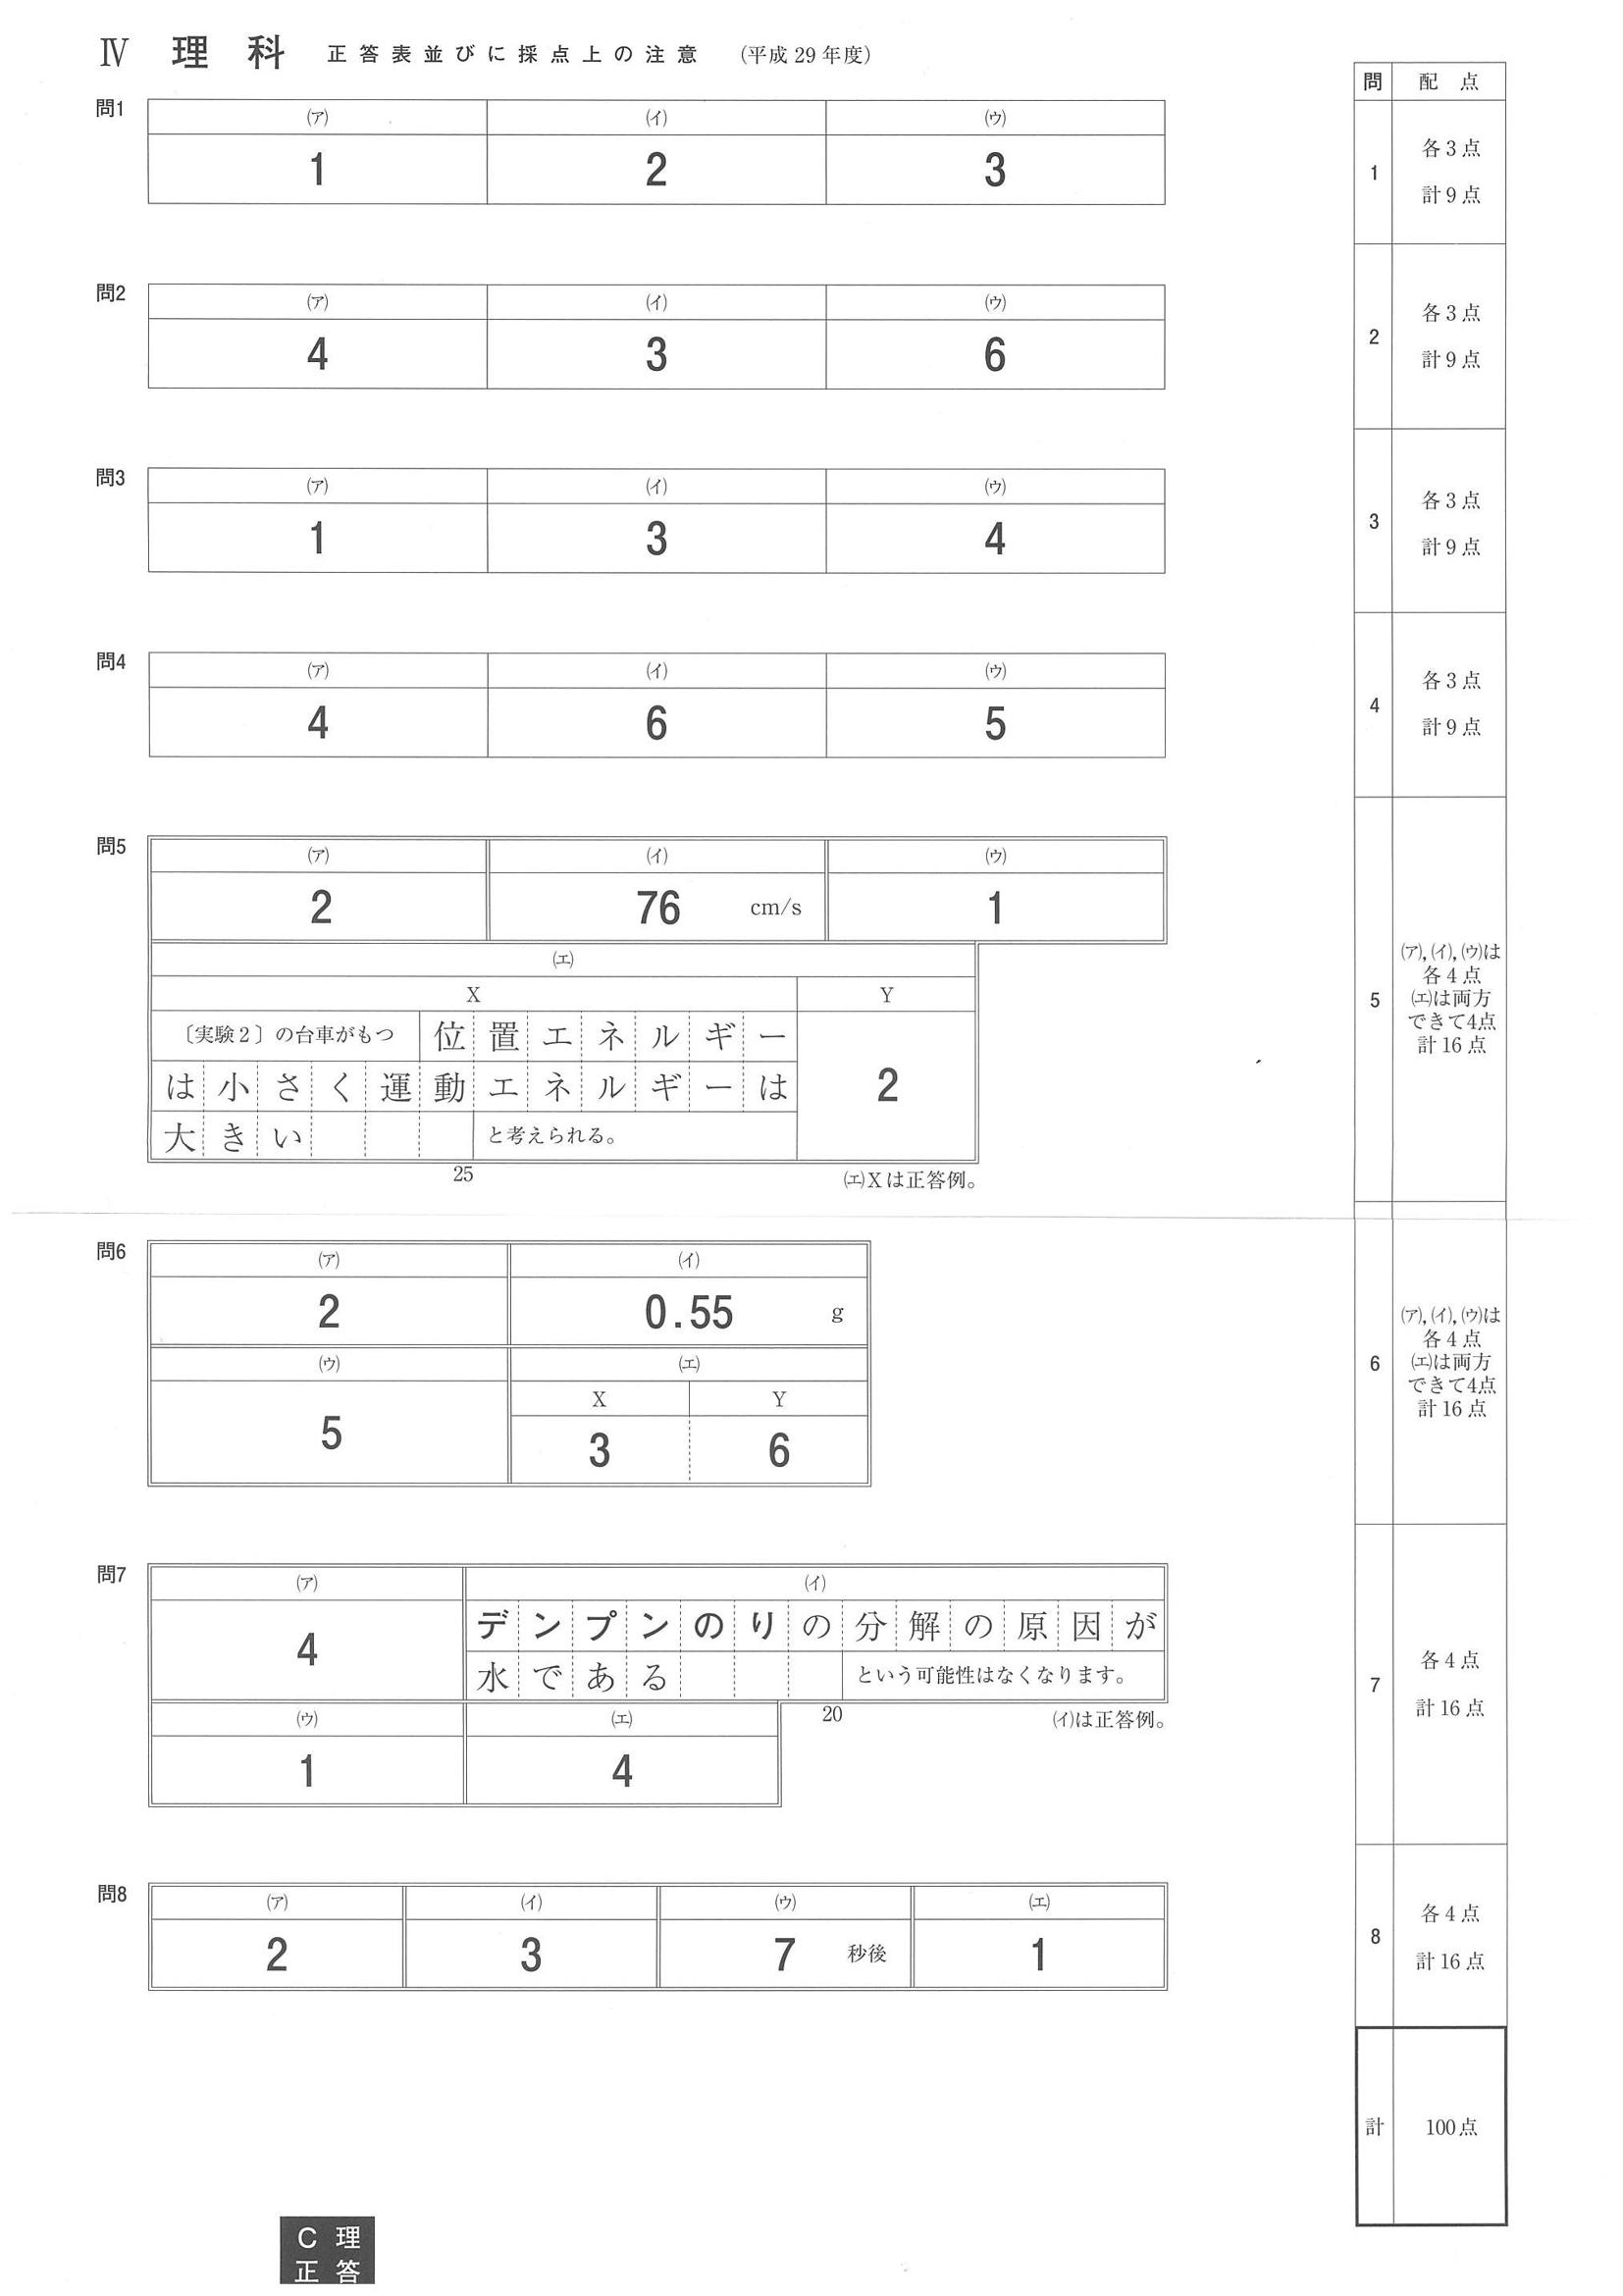 Ⅳ 理科 正答表並びに採点上の注意 (平成 29 年度)
問1
(ア) (イ) (ウ)
1 2 3
問2
(ア) (イ) (ウ)
4 3 6
問3
(ア) (イ) (ウ)
1 3 4
問4
(ア) (イ) (ウ)
4 6 5
問5
(ア) (イ) (ウ)
2 76 cm/s 1
(エ)
X Y
〔実験2〕の台車がもつ 位置エネルギー
は小さく運動エネルギーは
2
大きい と考えられる。
25 (エ)Xは正答例。
問6
(ア) (イ)
2 0.55 g
(ウ) (エ)
X Y
5 3 6
問7
(ア) (イ)
4
デンプンのりの分解の原因が
水である という可能性はなくなります。
20 (イ)は正答例。
(ウ) (エ)
1 4
問8
(ア) (イ) (ウ) (エ)
2 3 7 秒後 1
問 配点
1
各3点
計9点
2
各3点
計9点
3
各3点
計9点
4
各3点
計9点
5
(ア),(イ),(ウ)は
各4点
(エ)は両方
できて4点
計16点
6
(ア),(イ),(ウ)は
各4点
(エ)は両方
できて4点
計16点
7
各4点
計16点
8
各4点
計16点
計 100点
C 理
正 答